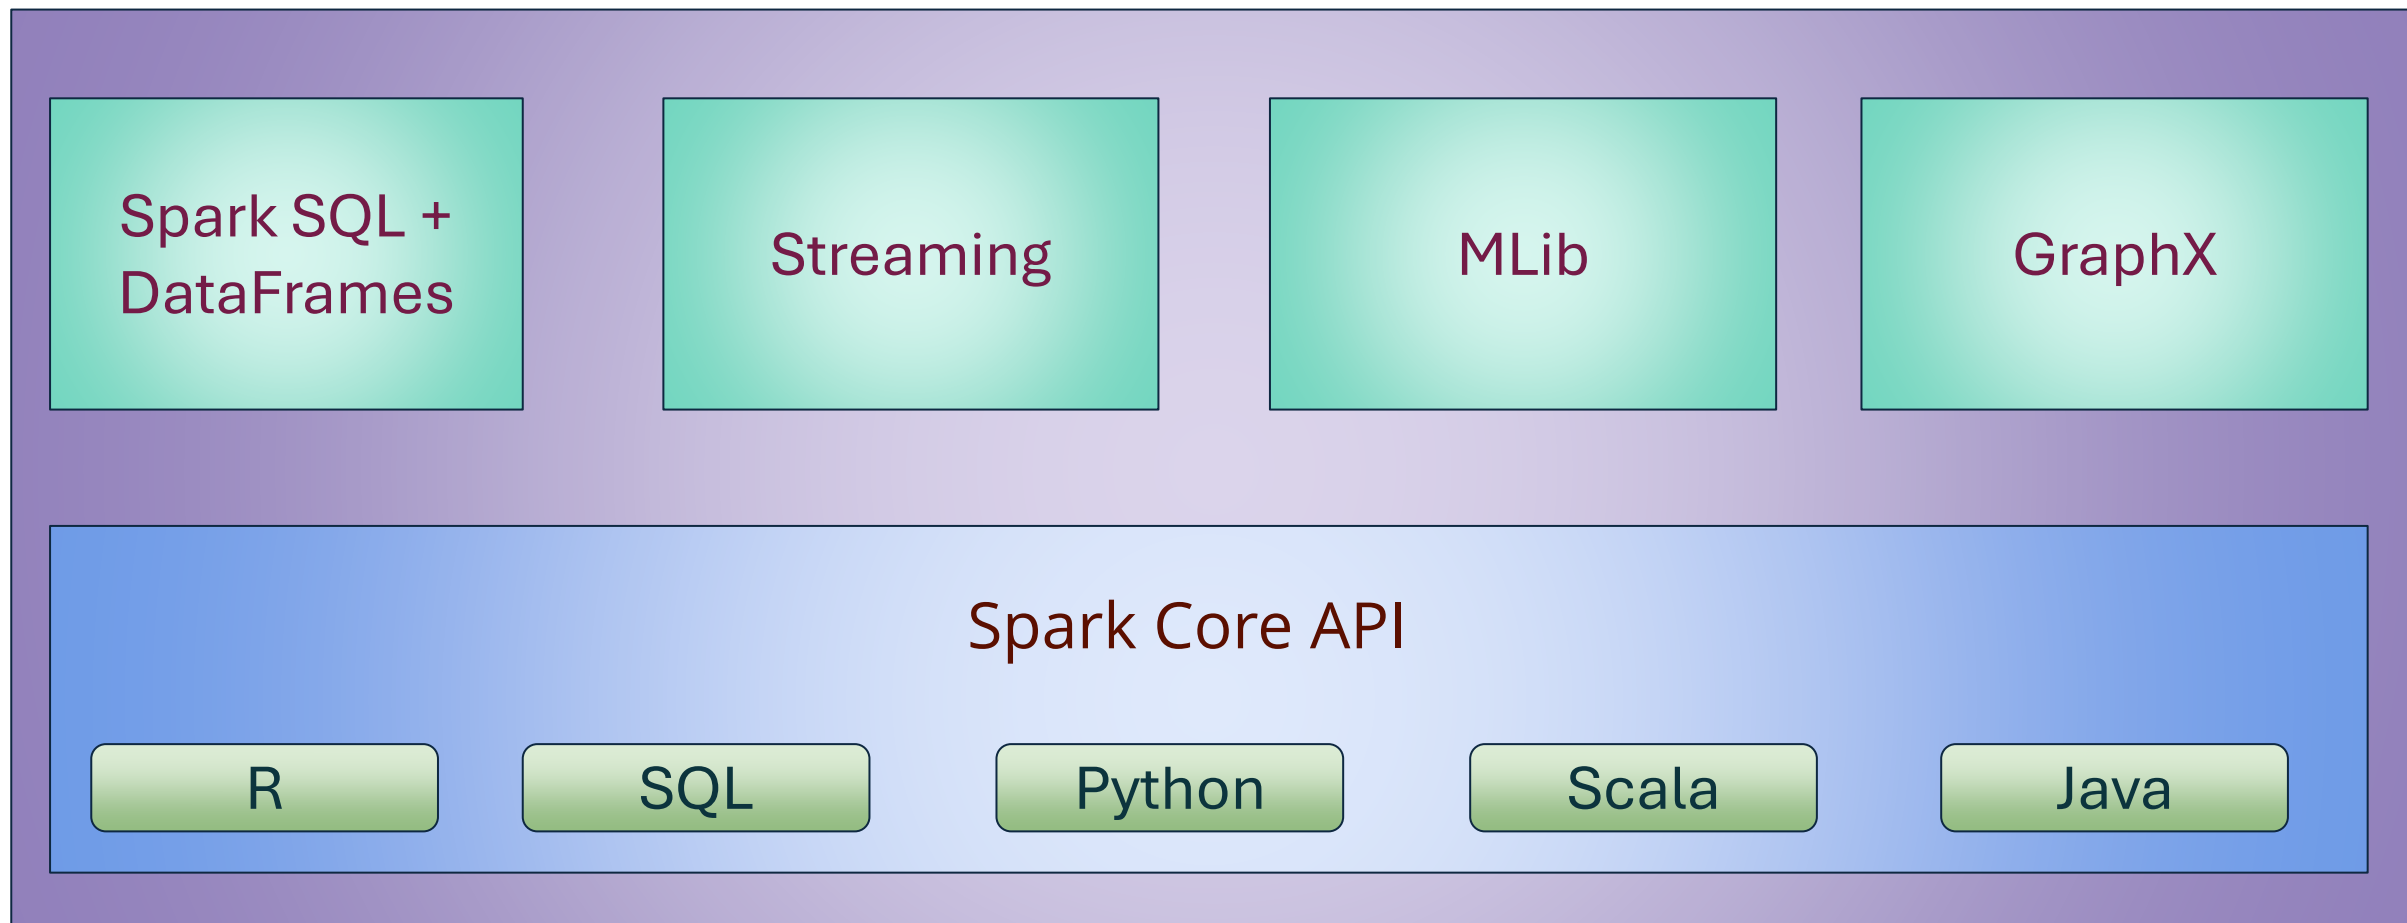 Spark SQL +
DataFrames
Streaming
MLib
GraphX
Spark Core API
R
SQL
Python
Scala
Java